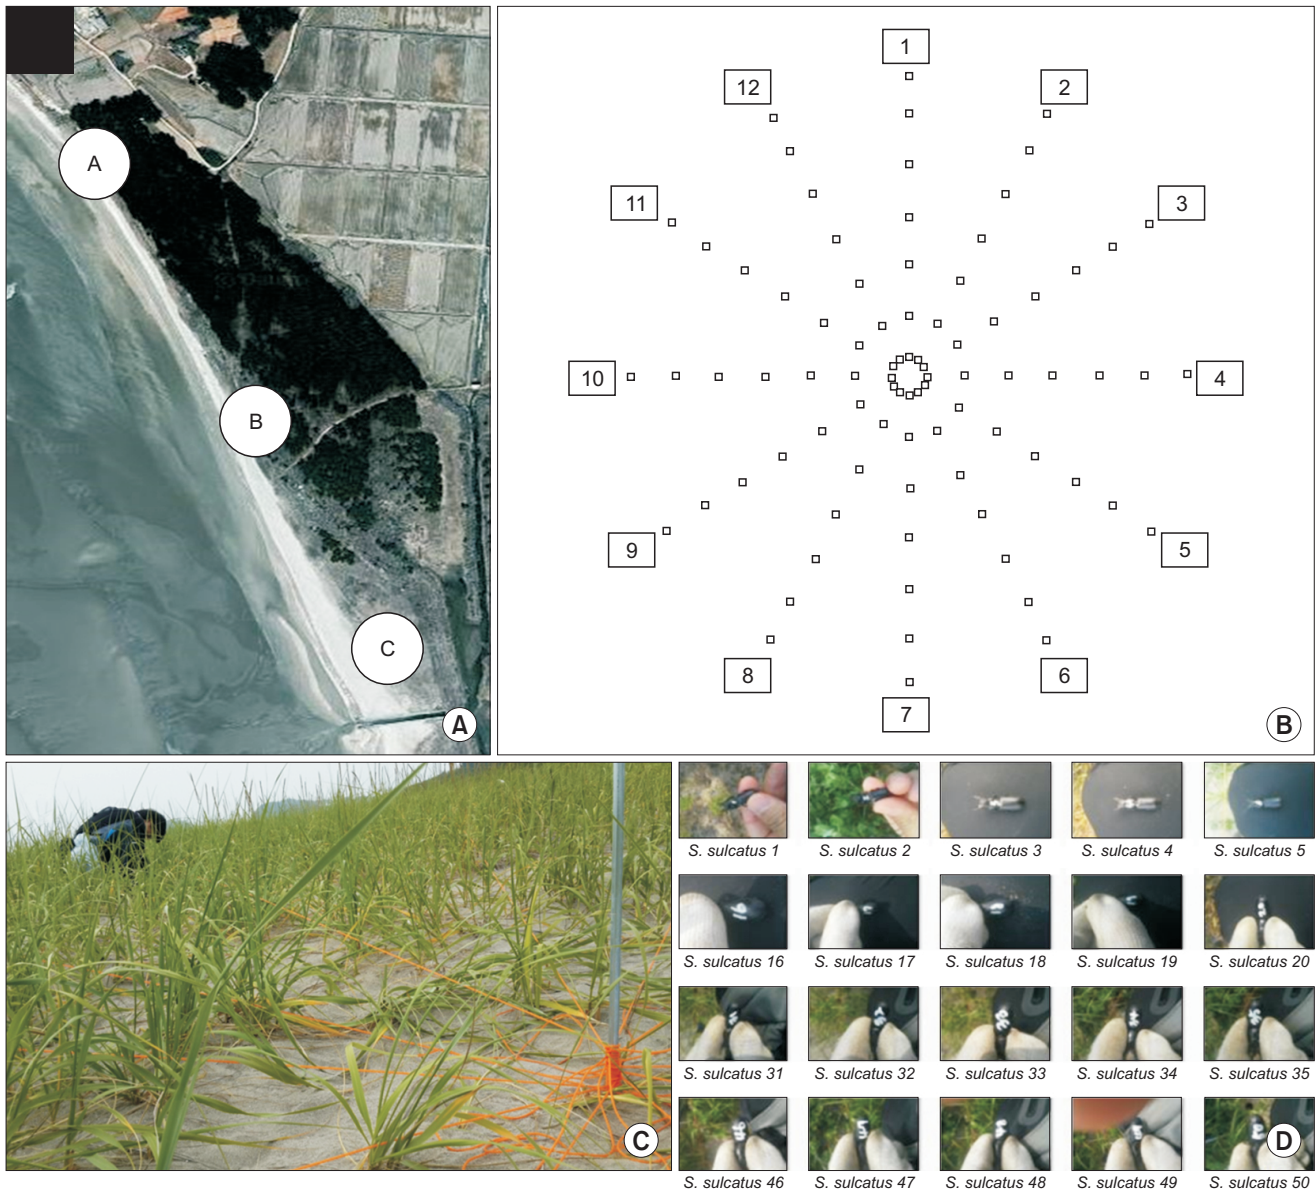 A
B
C
A
1
12
2
11
3
10
4
9
5
8
6
7
B
C
S. sulcatus 1
S. sulcatus 2
S. sulcatus 3
S. sulcatus 4
S. sulcatus 5
S. sulcatus 16
S. sulcatus 17
S. sulcatus 18
S. sulcatus 19
S. sulcatus 20
S. sulcatus 31
S. sulcatus 32
S. sulcatus 33
S. sulcatus 34
S. sulcatus 35
D
S. sulcatus 46
S. sulcatus 47
S. sulcatus 48
S. sulcatus 49
S. sulcatus 50